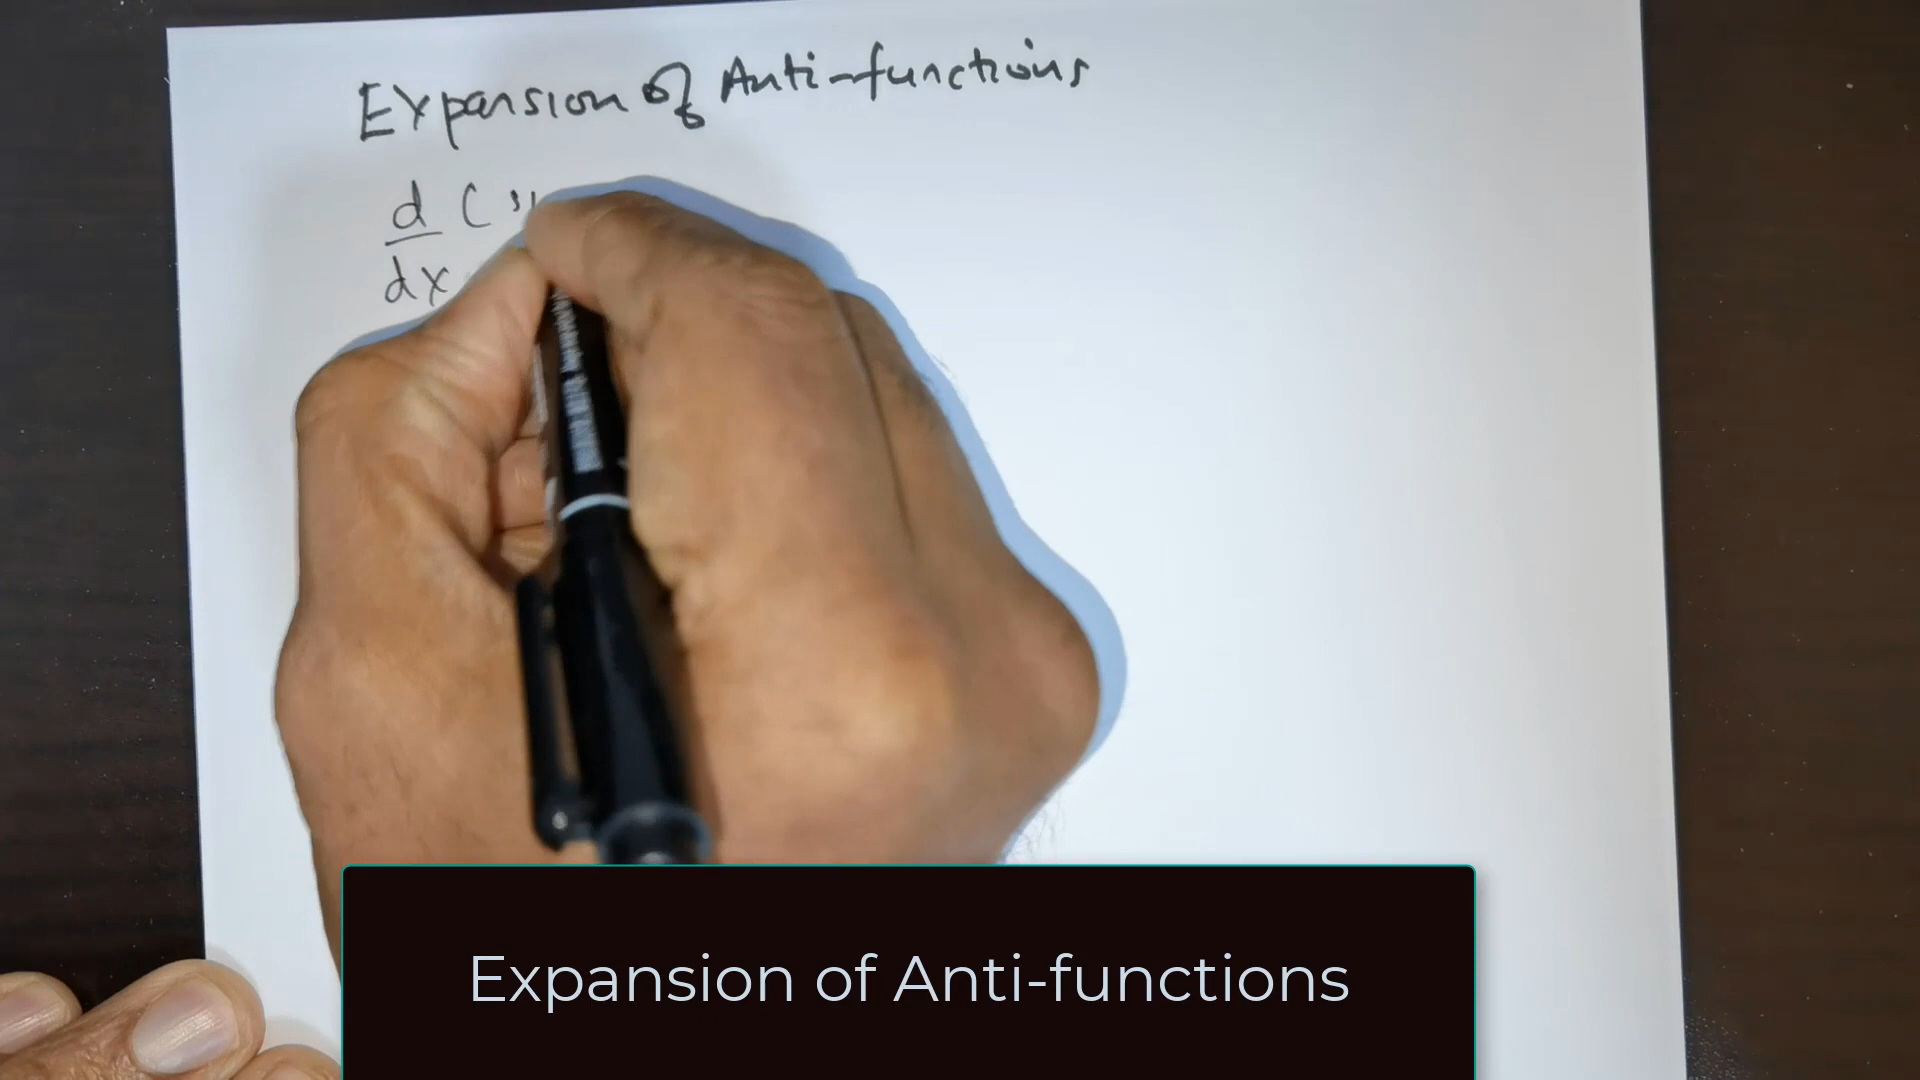 Expansion of Anti-functions
d (
dx
Expansion of Anti-functions